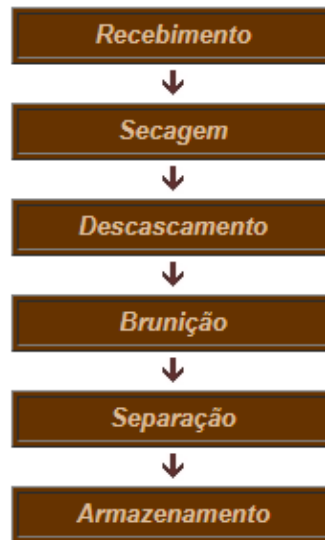 Recebimento
Secagem
Descascamento
Brunição
Separação
Armazenamento